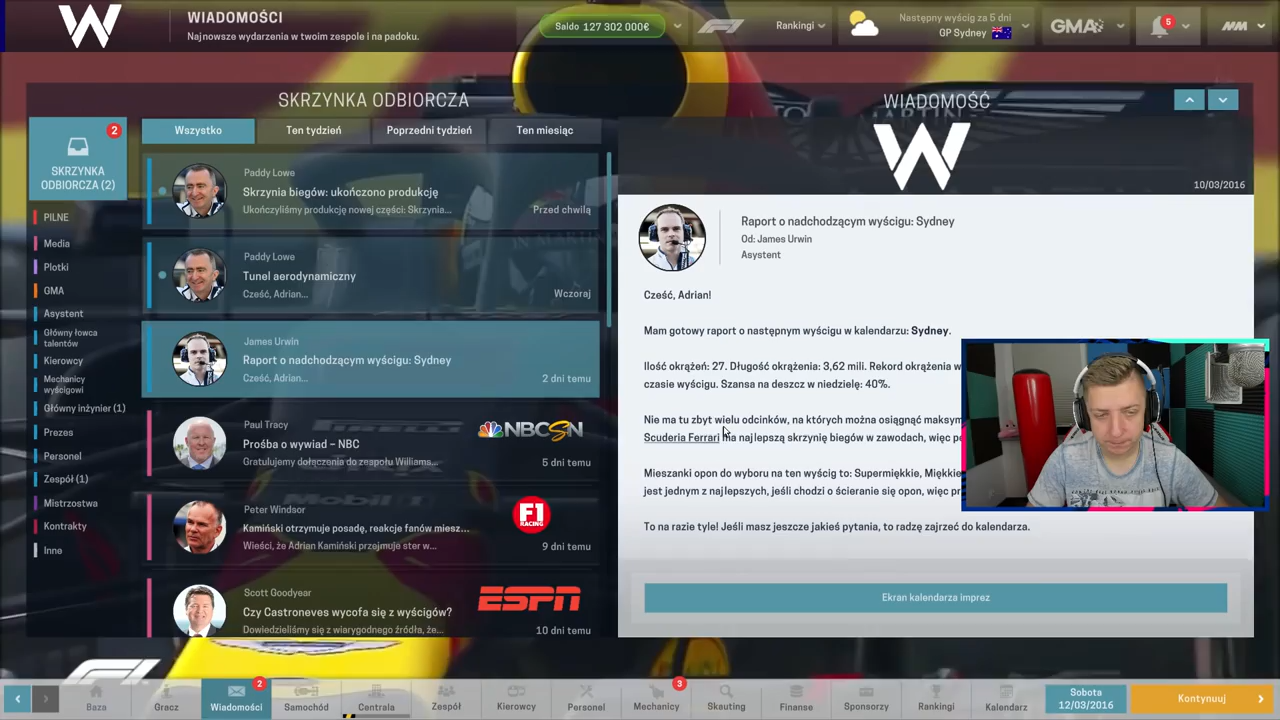 W
WIADOMOŚCI
Najnowsze wydarzenia w twoim zespole i na padoku.
Saldo 127 302 000€
Rankingi
Następny wyścig za 5 dni
GP Sydney
GMA
5
SKRZYNKA ODBIORCZA
WIADOMOŚĆ
2
SKRZYNKA
ODBIORCZA (2)
Wszystko
Ten tydzień
Poprzedni tydzień
Ten miesiąc
PILNE
Media
Plotki
GMA
Asystent
Główny łowca
talentów
Kierowcy
Mechanicy
wyścigowi
Główny inżynier (1)
Prezes
Personel
Zespół (1)
Mistrzostwa
Kontrakty
Inne
Paddy Lowe
Skrzynia biegów: ukończono produkcję
Ukończyliśmy produkcję nowej części: Skrzynia...
Przed chwilą
Paddy Lowe
Tunel aerodynamiczny
Cześć, Adrian...
Wczoraj
James Urwin
Raport o nadchodzącym wyścigu: Sydney
Cześć, Adrian...
2 dni temu
Paul Tracy
Prośba o wywiad – NBC
Gratulujemy dołączenia do zespołu Williams...
NBCSN
5 dni temu
Peter Windsor
Kamiński otrzymuje posadę, reakcje fanów miesz...
Wieści, że Adrian Kamiński przejmuje ster w...
F1
RACING
9 dni temu
Scott Goodyear
Czy Castroneves wycofa się z wyścigów?
Dowiedzieliśmy się z wiarygodnego źródła, że...
ESPN
10 dni temu
W
10/03/2016
Raport o nadchodzącym wyścigu: Sydney
Od: James Urwin
Asystent
Cześć, Adrian!
Mam gotowy raport o następnym wyścigu w kalendarzu: Sydney.
Ilość okrążeń: 27. Długość okrążenia: 3,62 mili. Rekord okrążenia w
czasie wyścigu. Szansa na deszcz w niedzielę: 40%.
Nie ma tu zbyt wielu odcinków, na których można osiągnąć maksym
Scuderia Ferrari ma najlepszą skrzynię biegów w zawodach, więc
Mieszanki opon do wyboru na ten wyścig to: Supermiękkie, Miękkie
jest jednym z najlepszych, jeśli chodzi o ścieranie się opon, więc
To na razie tyle! Jeśli masz jeszcze jakieś pytania, to radzę zajrzeć do kalendarza.
Ekran kalendarza imprez
Baza
Gracz
2
Wiadomości
Samochód
Centrala
Zespół
Kierowcy
Personel
3
Mechanicy
Skauting
Finanse
Sponsorzy
Rankingi
Kalendarz
Sobota
12/03/2016
Kontynuuj